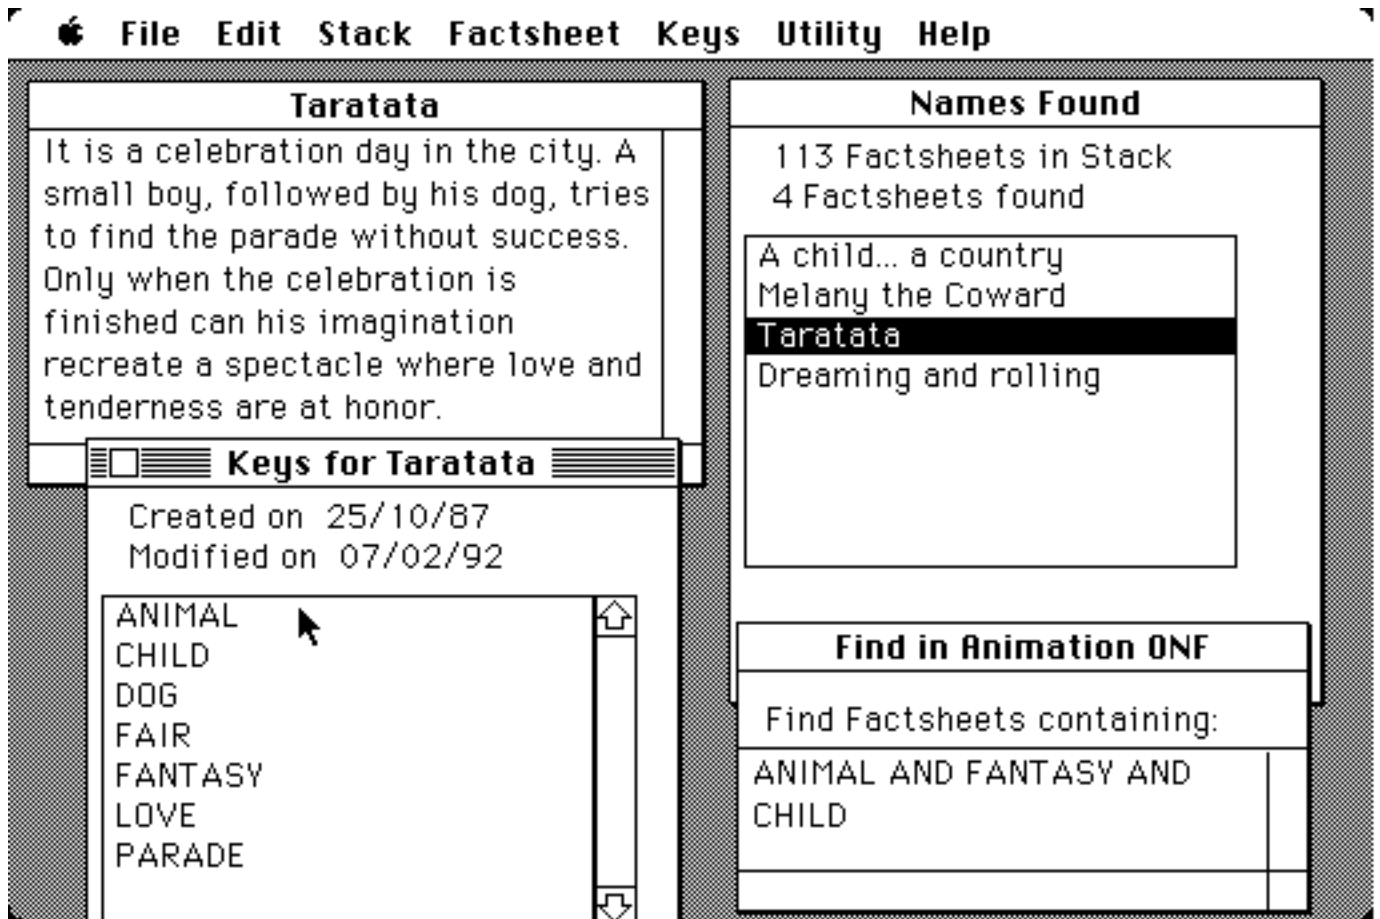 File Edit Stack Factsheet Keys Utility Help
Taratata
It is a celebration day in the city. A
small boy, followed by his dog, tries
to find the parade without success.
Only when the celebration is
finished can his imagination
recreate a spectacle where love and
tenderness are at honor.
Keys for Taratata
Created on 25/10/87
Modified on 07/02/92
ANIMAL
CHILD
DOG
FAIR
FANTASY
LOVE
PARADE
Names Found
113 Factsheets in Stack
4 Factsheets found
A child... a country
Melany the Coward
Taratata
Dreaming and rolling
Find in Animation ONF
Find Factsheets containing:
ANIMAL AND FANTASY AND
CHILD